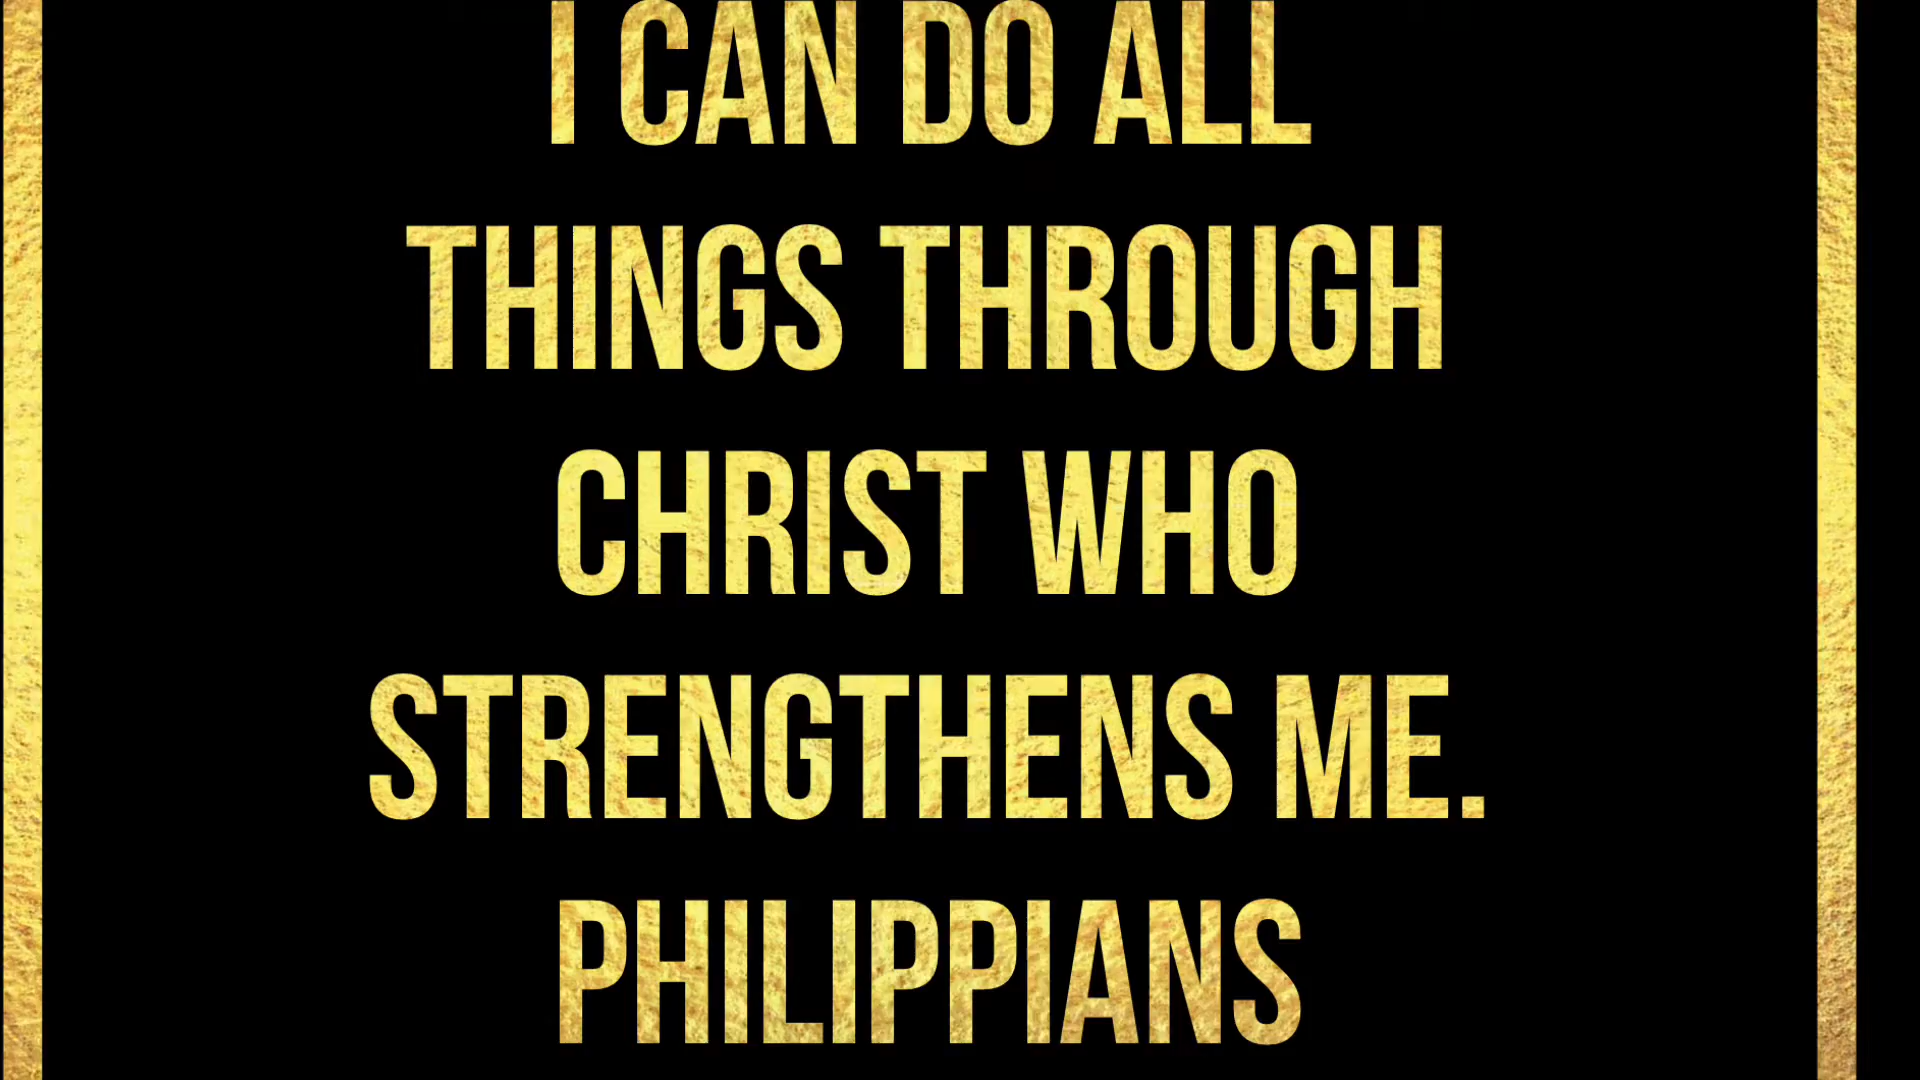 I CAN DO ALL
THINGS THROUGH
CHRIST WHO
STRENGTHENS ME.
PHILIPPIANS